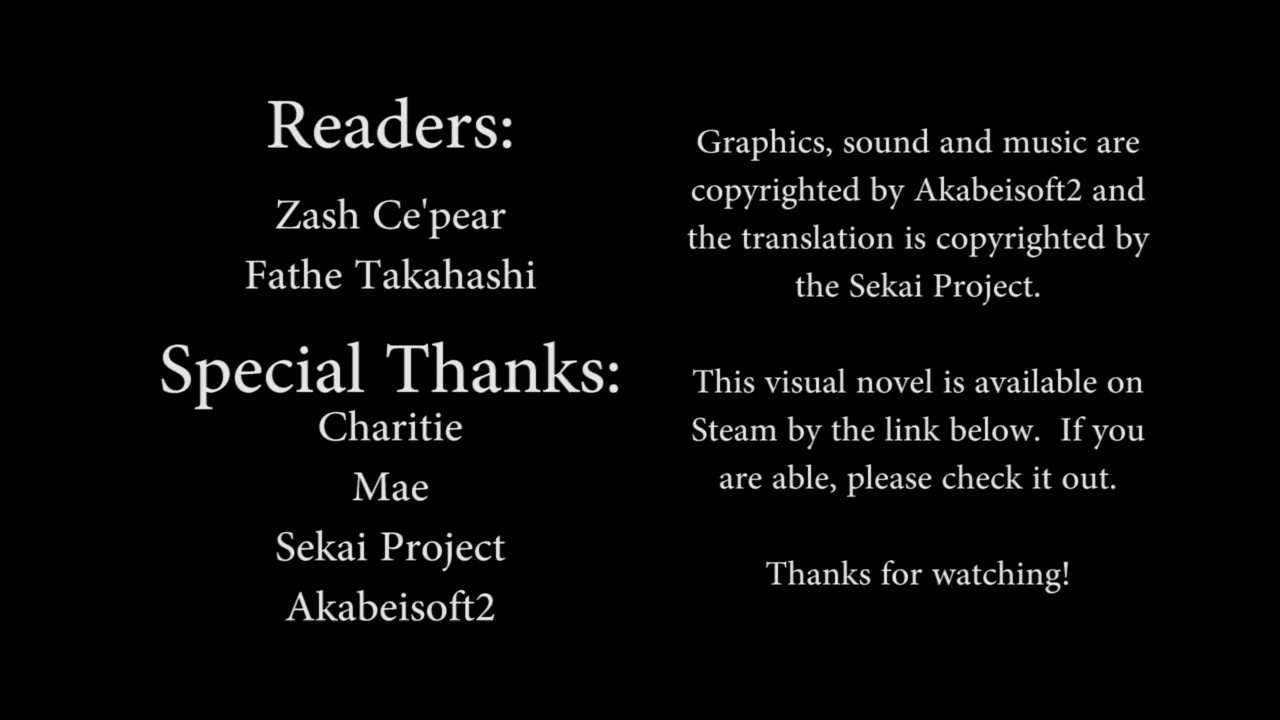 Readers:
Zash Ce'pear
Fathe Takahashi
Special Thanks:
Charitie
Mae
Sekai Project
Akabeisoft2
Graphics, sound and music are
copyrighted by Akabeisoft2 and
the translation is copyrighted by
the Sekai Project.
This visual novel is available on
Steam by the link below.  If you
are able, please check it out.
Thanks for watching!